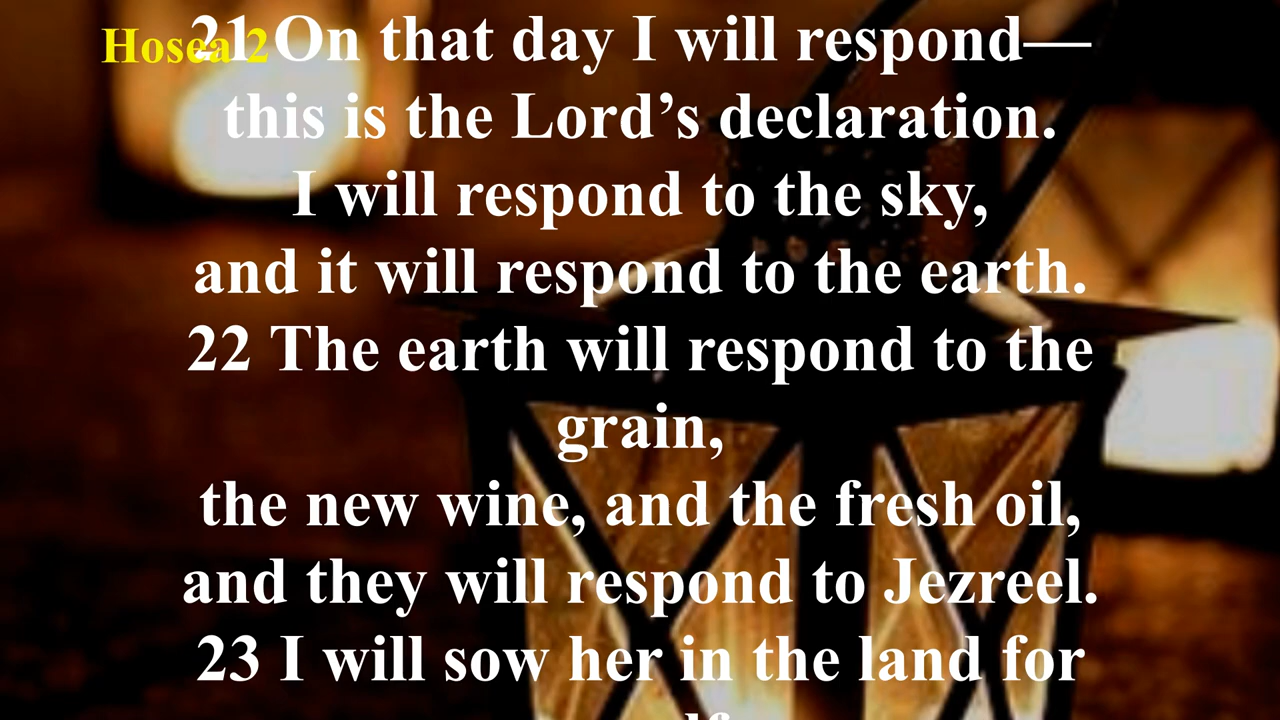 Hosea 2
21 On that day I will respond—
this is the Lord’s declaration.
I will respond to the sky,
and it will respond to the earth.
22 The earth will respond to the
grain,
the new wine, and the fresh oil,
and they will respond to Jezreel.
23 I will sow her in the land for